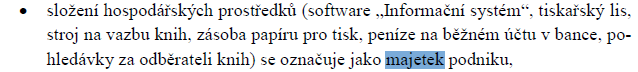 • složení hospodářských prostředků (software „Informační systém“, tiskařský lis,
stroj na vazbu knih, zásoba papíru pro tisk, peníze na běžném účtu v bance, po-
hledávky za odběrateli knih) se označuje jako majetek podniku,